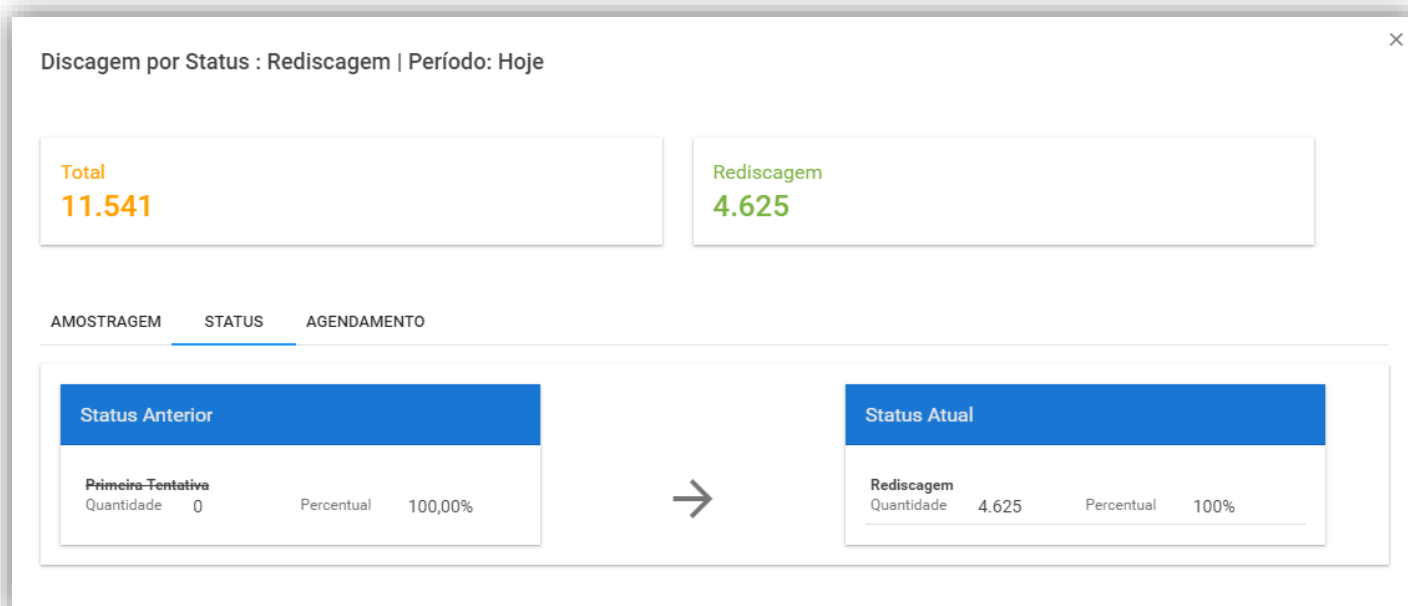 Discagem por Status : Rediscagem | Período: Hoje
Total
11.541
Rediscagem
4.625
AMOSTRAGEM STATUS AGENDAMENTO
Status Anterior
Primeira Tentativa
Quantidade 0 Percentual 100,00%
Status Atual
Rediscagem
Quantidade 4.625 Percentual 100%